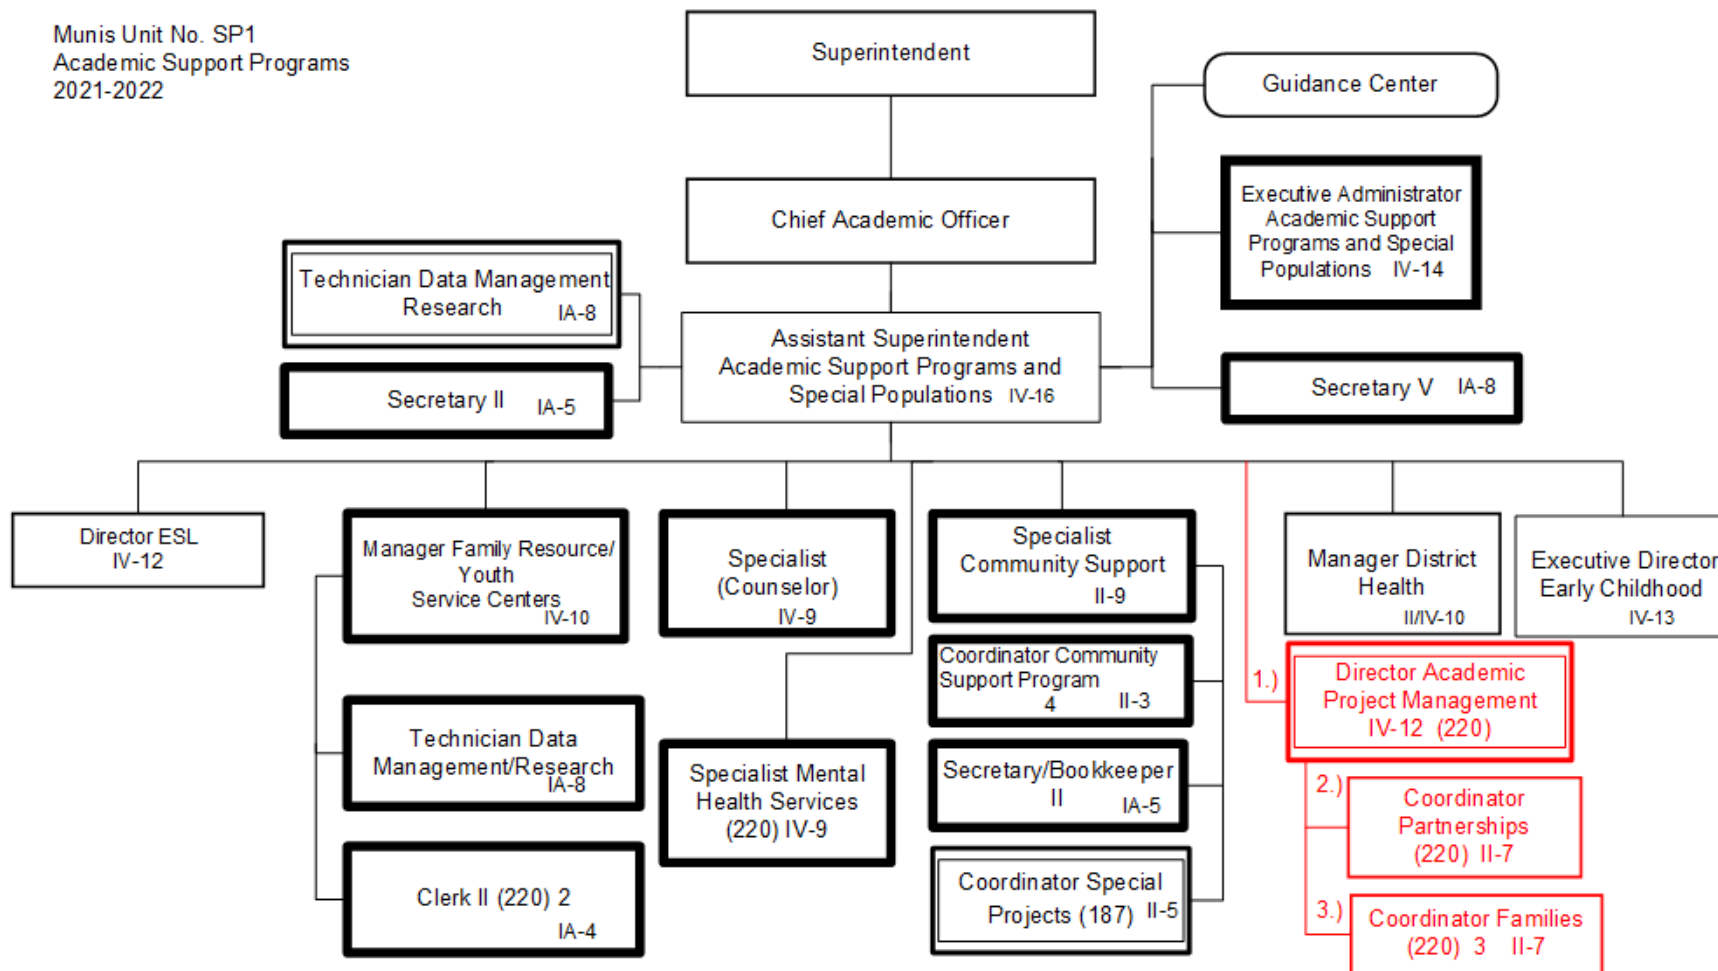 Munis Unit No. SP1
Academic Support Programs
2021-2022
Superintendent
Guidance Center
Chief Academic Officer
Executive Administrator
Academic Support
Programs and Special
Populations IV-14
Technician Data Management
Research IA-8
Assistant Superintendent
Academic Support Programs and
Special Populations IV-16
Secretary II IA-5
Secretary V IA-8
Director ESL
IV-12
Manager Family Resource/
Youth
Service Centers
IV-10
Specialist
(Counselor)
IV-9
Specialist
Community Support
II-9
Manager District
Health
II/IV-10
Executive Director
Early Childhood
IV-13
Coordinator Community
Support Program
4 II-3
1.)
Director Academic
Project Management
IV-12 (220)
Technician Data
Management/Research
IA-8
Specialist Mental
Health Services
(220) IV-9
Secretary/Bookkeeper
II IA-5
2.)
Coordinator
Partnerships
(220) II-7
Clerk II (220) 2
IA-4
Coordinator Special
Projects (187) II-5
3.)
Coordinator Families
(220) 3 II-7